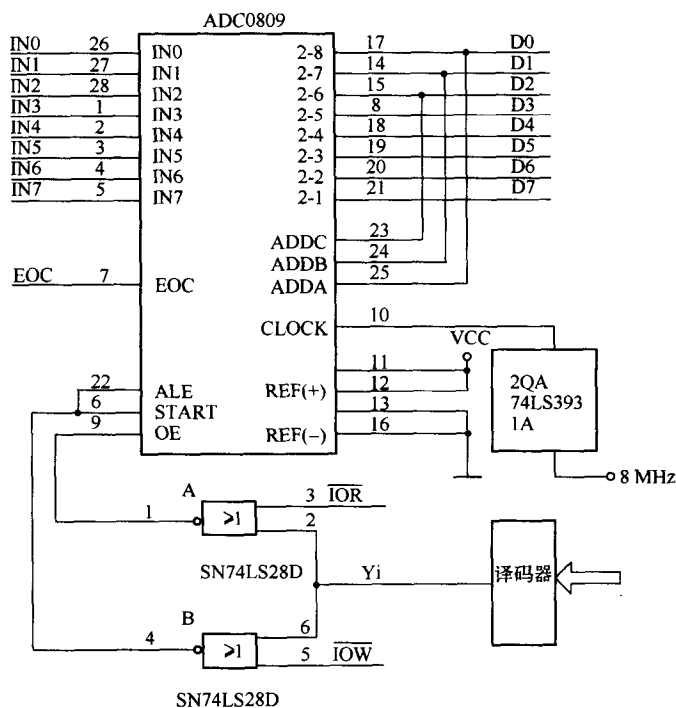 ADC0809
IN0 26 IN0 2-8 17 D0
IN1 27 IN1 2-7 14 D1
IN2 28 IN2 2-6 15 D2
IN3 1 IN3 2-5 8 D3
IN4 2 IN4 2-4 18 D4
IN5 3 IN5 2-3 19 D5
IN6 4 IN6 2-2 20 D6
IN7 5 IN7 2-1 21 D7
ADDC 23
ADDB 24
EOC 7 EOC ADDA 25
CLOCK 10
VCC
11
22 ALE REF(+) 12
6 START 13
9 OE REF(−) 16
2QA
74LS393
1A
8 MHz
A
1 ⩾1 3 IOR
2
SN74LS28D
Yi
译码器
B
4 ⩾1 6
5 IOW
SN74LS28D